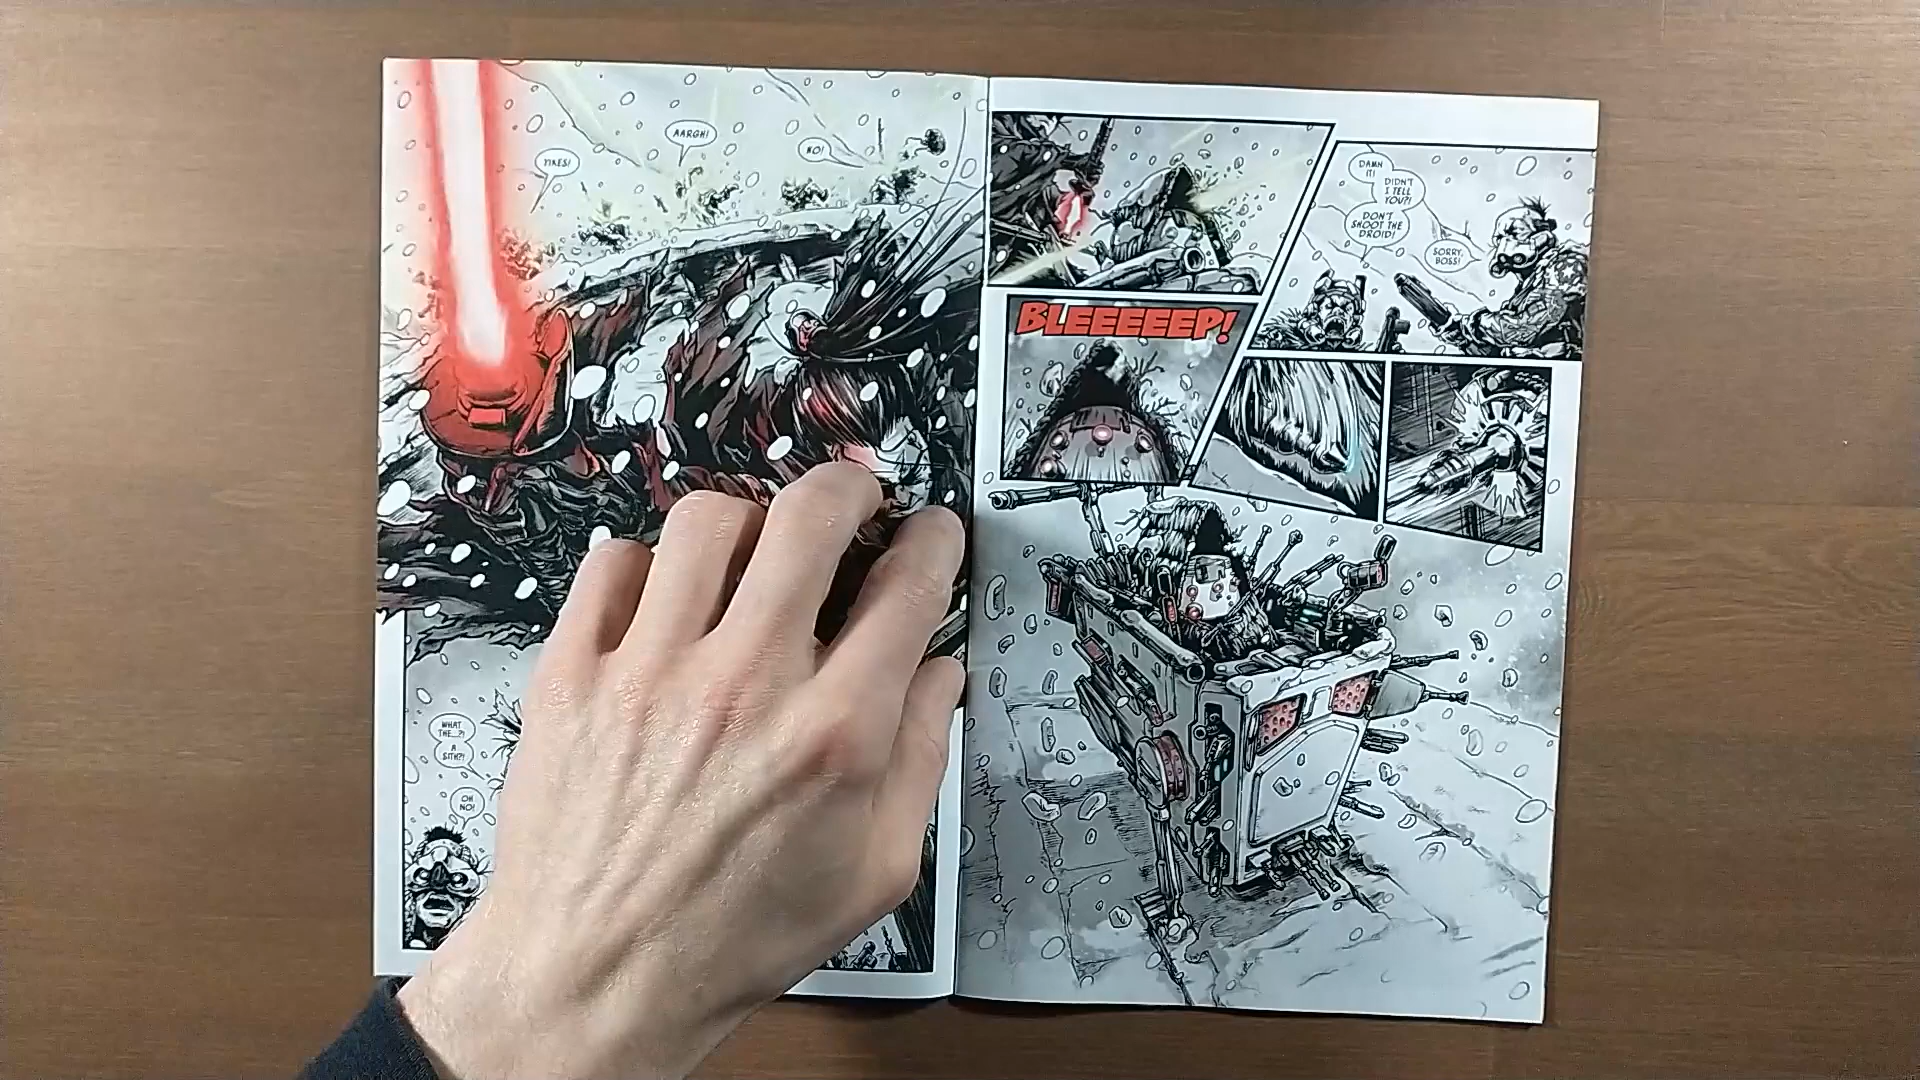 YIKES!
AARGH!
NO!
WHAT
THE...?!
A
SITH?!
OH
NO!
DAMN
IT!
DIDN'T
I TELL
YOU?!
DON'T
SHOOT THE
DROID!
SORRY,
BOSS!
BLEEEEEEP!